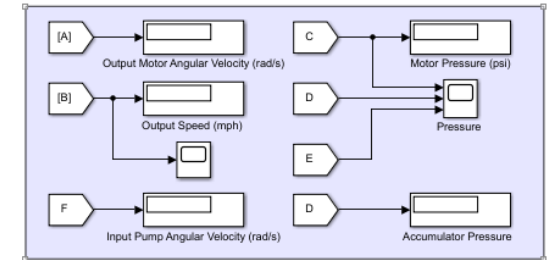 [A]
Output Motor Angular Velocity (rad/s)
[B]
Output Speed (mph)
F
Input Pump Angular Velocity (rad/s)
C
Motor Pressure (psi)
D
Pressure
E
D
Accumulator Pressure